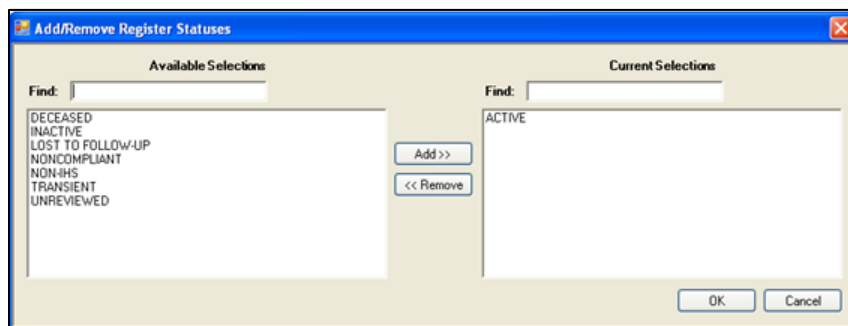 Add/Remove Register Statuses
Available Selections
Current Selections
Find:
Find:
DECEASED
INACTIVE
LOST TO FOLLOW-UP
NONCOMPLIANT
NON-IHS
TRANSIENT
UNREVIEWED
Add >>
<< Remove
ACTIVE
OK
Cancel